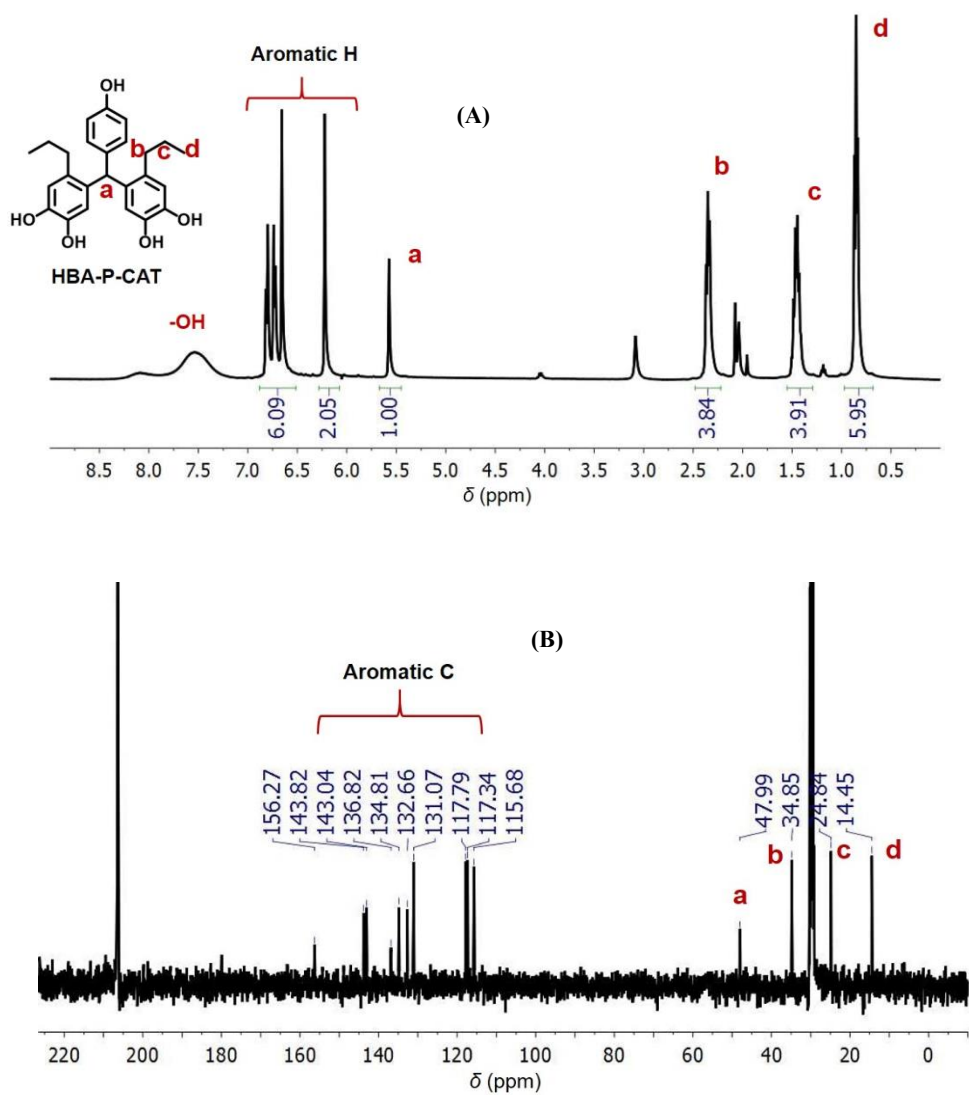 Aromatic H
(A)
d
OH
b c d
a
HO
OH
OH
OH
HBA-P-CAT
b
c
a
-OH
6.09
2.05
1.00
3.84
3.91
5.95
8.5 8.0 7.5 7.0 6.5 6.0 5.5 5.0 4.5 4.0 3.5 3.0 2.5 2.0 1.5 1.0 0.5
δ (ppm)
(B)
Aromatic C
156.27
143.82
143.04
136.82
134.81
132.66
131.07
117.79
117.34
115.68
47.99
34.85
24.84
14.45
a
b
c
d
220 200 180 160 140 120 100 80 60 40 20 0
δ (ppm)